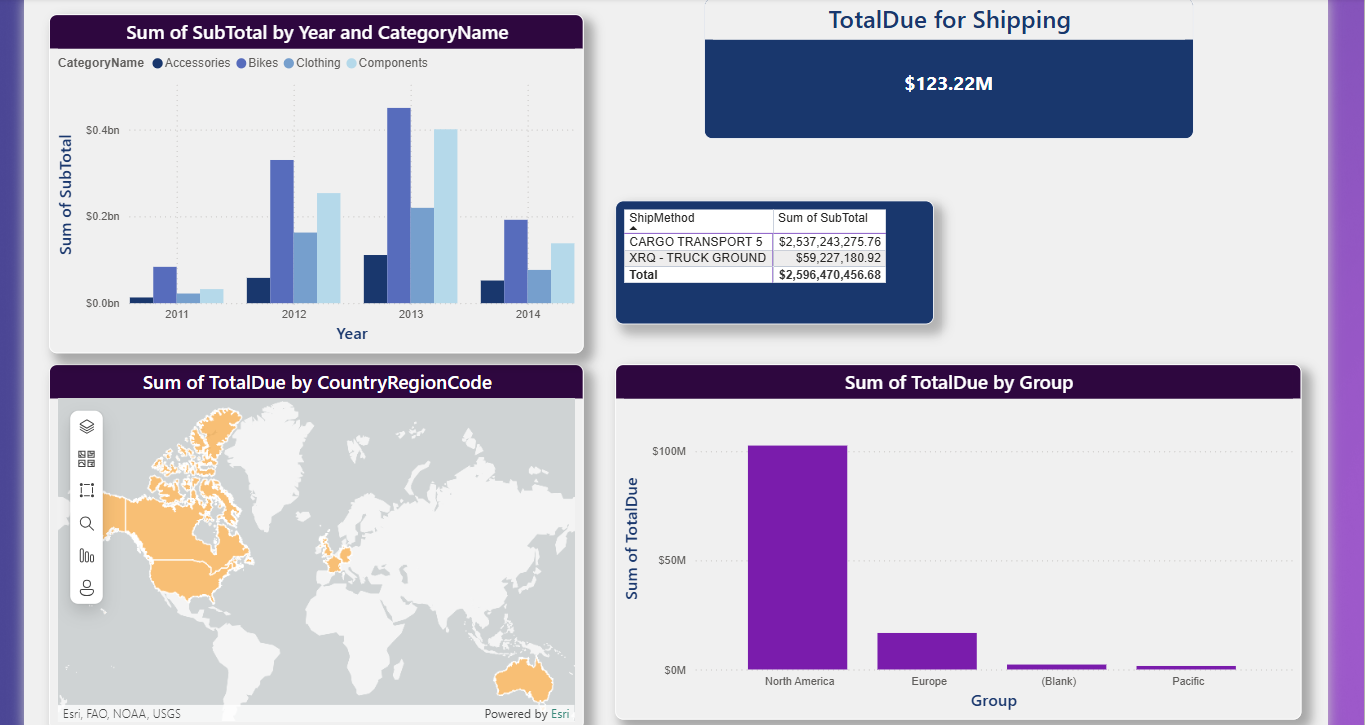 Sum of SubTotal by Year and CategoryName
CategoryName Accessories Bikes Clothing Components
Sum of SubTotal
$0.4bn
$0.2bn
$0.0bn
2011 2012 2013 2014
Year
TotalDue for Shipping
$123.22M
ShipMethod Sum of SubTotal
CARGO TRANSPORT 5 $2,537,243,275.76
XRQ - TRUCK GROUND $59,227,180.92
Total $2,596,470,456.68
Sum of TotalDue by CountryRegionCode
Esri, FAO, NOAA, USGS Powered by Esri
Sum of TotalDue by Group
Sum of TotalDue
$100M
$50M
$0M
North America Europe (Blank) Pacific
Group